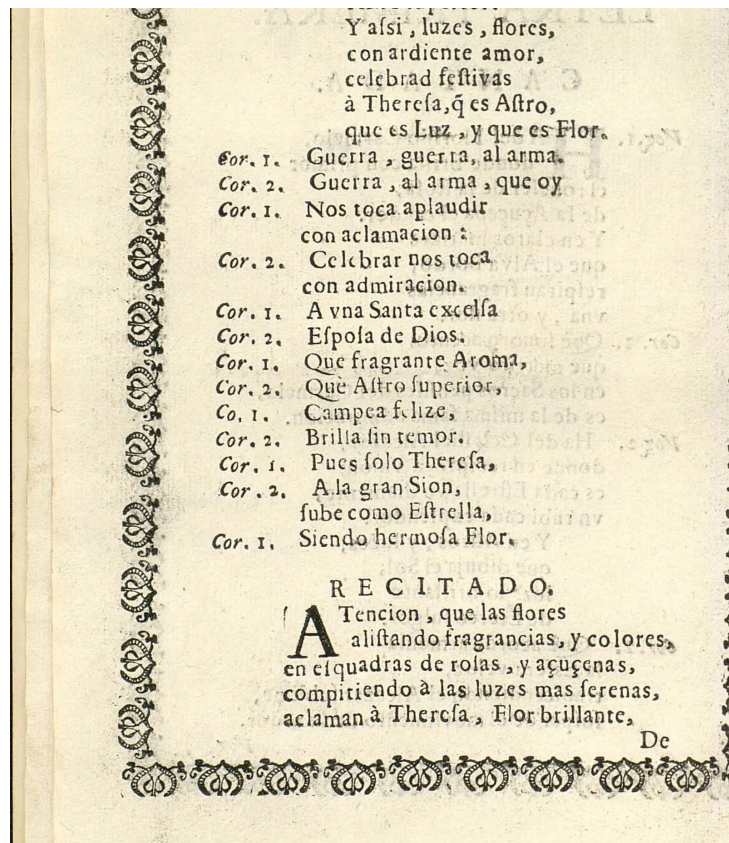 Y assi, luzes, flores,
con ardiente amor,
celebrad festivas
à Theresa, q̃ es Astro,
que es Luz, y que es Flor.
Cor. 1. Guerra, guerra, al arma.
Cor. 2. Guerra, al arma, que oy
Cor. 1. Nos toca aplaudir
con aclamacion:
Cor. 2. Celebrar nos toca
con admiracion.
Cor. 1. A vna Santa excelsa
Cor. 2. Esposa de Dios.
Cor. 1. Que fragrante Aroma,
Cor. 2. Què Astro superior,
Co. 1. Campea felize,
Cor. 2. Brilla sin temor.
Cor. 1. Pues solo Theresa,
Cor. 2. A la gran Sion,
sube como Estrella,
Cor. 1. Siendo hermosa Flor.
RECITADO.
ATencion, que las flores
alistando fragrancias, y colores,
en esquadras de rosas, y açuçenas,
compitiendo à las luzes mas serenas,
aclaman à Theresa, Flor brillante,
De